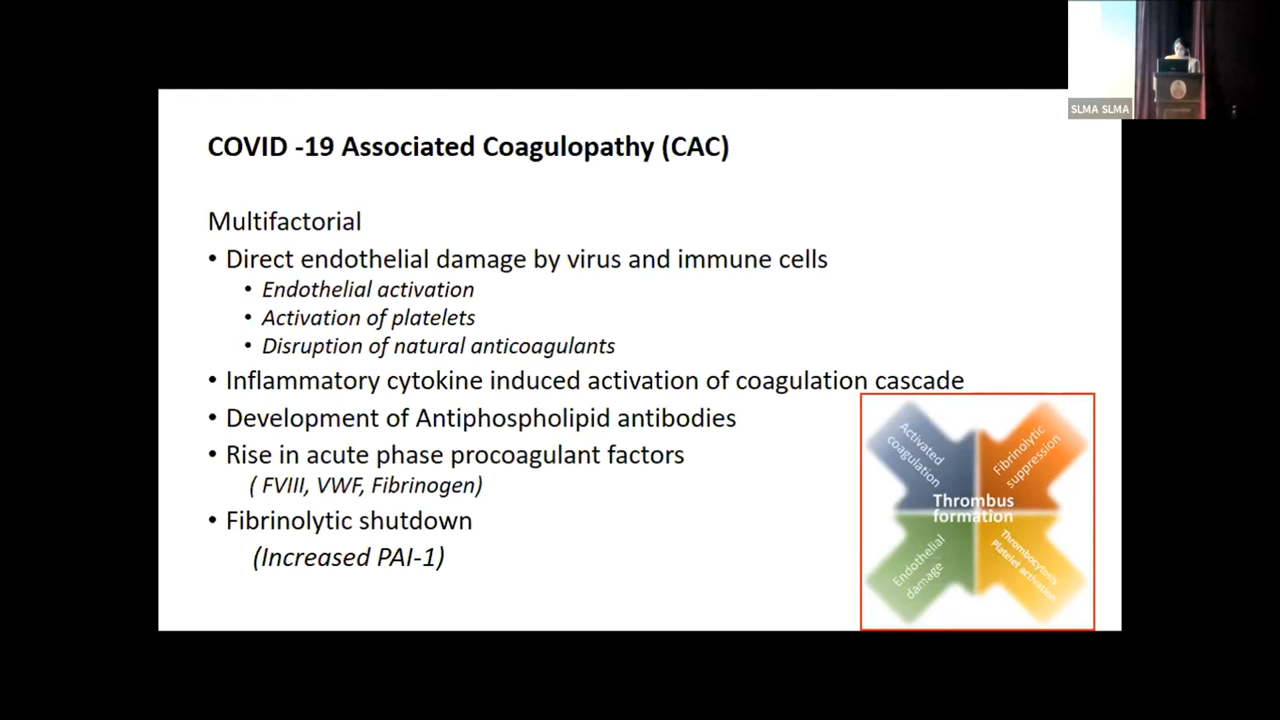 SLMA SLMA
COVID -19 Associated Coagulopathy (CAC)
Multifactorial
• Direct endothelial damage by virus and immune cells
• Endothelial activation
• Activation of platelets
• Disruption of natural anticoagulants
• Inflammatory cytokine induced activation of coagulation cascade
• Development of Antiphospholipid antibodies
• Rise in acute phase procoagulant factors
( FVIII, VWF, Fibrinogen)
• Fibrinolytic shutdown
(Increased PAI-1)
Activated
coagulation
Fibrinolytic
suppression
Thrombus
formation
Endothelial
damage
Thrombocytosis
Platelet activation